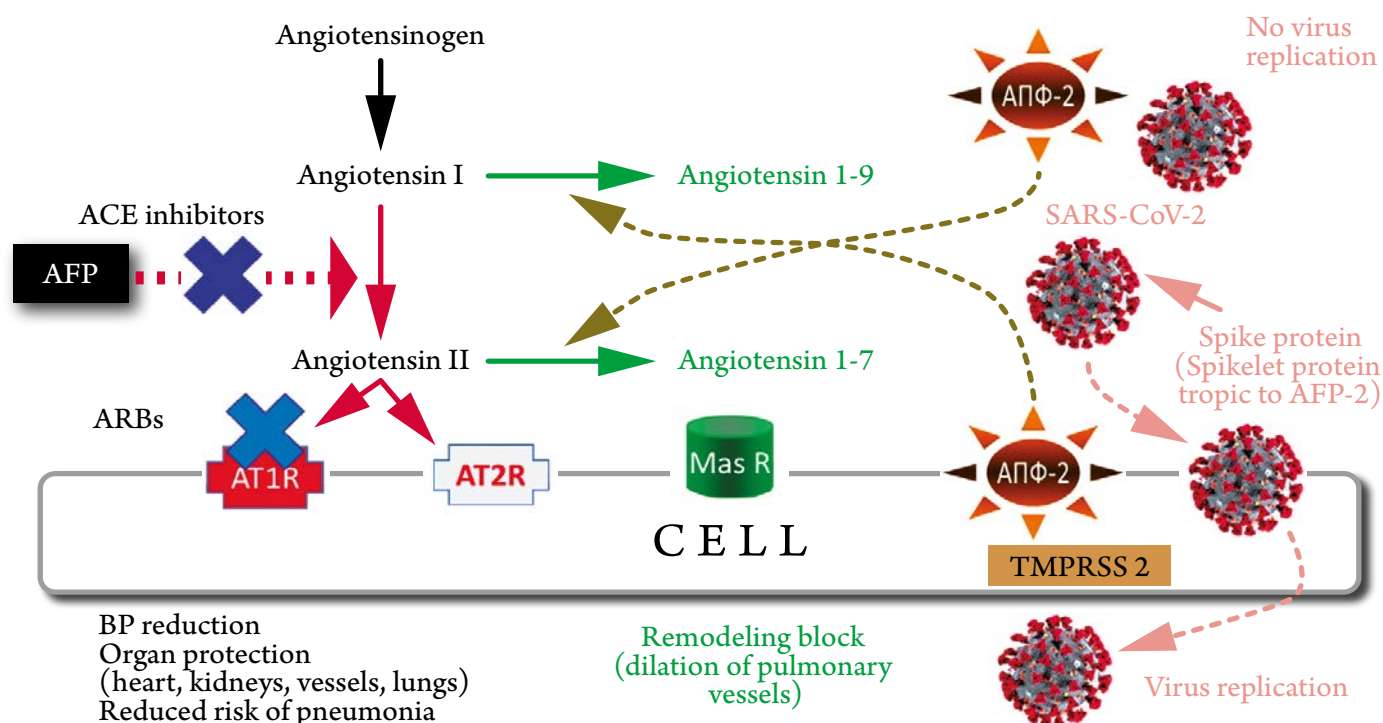 Angiotensinogen
No virus
replication
АПФ-2
Angiotensin I
Angiotensin 1-9
ACE inhibitors
SARS-CoV-2
AFP
Spike protein
(Spikelet protein
tropic to AFP-2)
Angiotensin II
Angiotensin 1-7
ARBs
AT1R
AT2R
Mas R
АПФ-2
CELL
TMPRSS 2
BP reduction
Organ protection
(heart, kidneys, vessels, lungs)
Reduced risk of pneumonia
Remodeling block
(dilation of pulmonary
vessels)
Virus replication